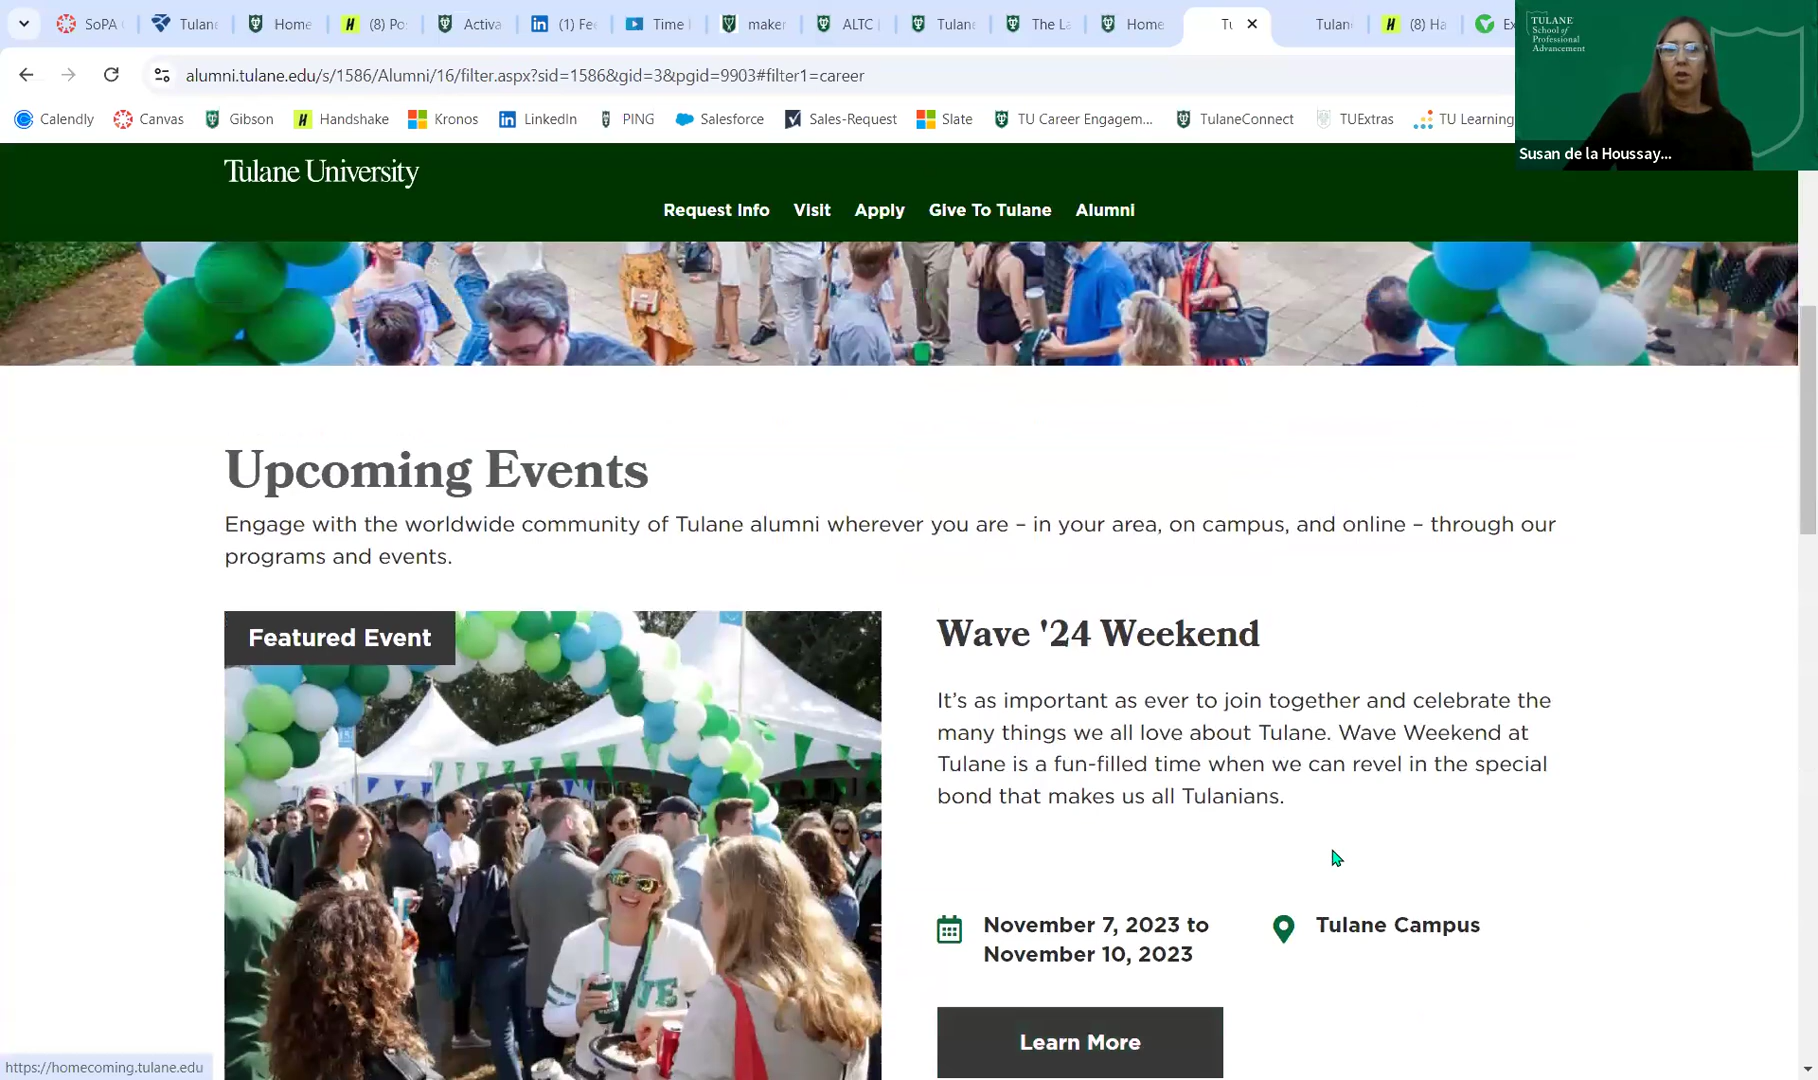 SoPA
Tulane
Home
(8) Po
Activa
(1) Fe
Time
maker
ALTC
Tulane
The La
Home
Tu
Tulan
(8) Ha
Ex
alumni.tulane.edu/s/1586/Alumni/16/filter.aspx?sid=1586&gid=3&pgid=9903#filter1=career
Calendly
Canvas
Gibson
Handshake
Kronos
LinkedIn
PING
Salesforce
Sales-Request
Slate
TU Career Engagem...
TulaneConnect
TUExtras
TU Learning
TULANE
School of
Professional
Advancement
Susan de la Houssay...
Tulane University
Request Info Visit Apply Give To Tulane Alumni
Upcoming Events
Engage with the worldwide community of Tulane alumni wherever you are – in your area, on campus, and online – through our
programs and events.
Featured Event
Wave '24 Weekend
It’s as important as ever to join together and celebrate the
many things we all love about Tulane. Wave Weekend at
Tulane is a fun-filled time when we can revel in the special
bond that makes us all Tulanians.
November 7, 2023 to
November 10, 2023
Tulane Campus
Learn More
https://homecoming.tulane.edu